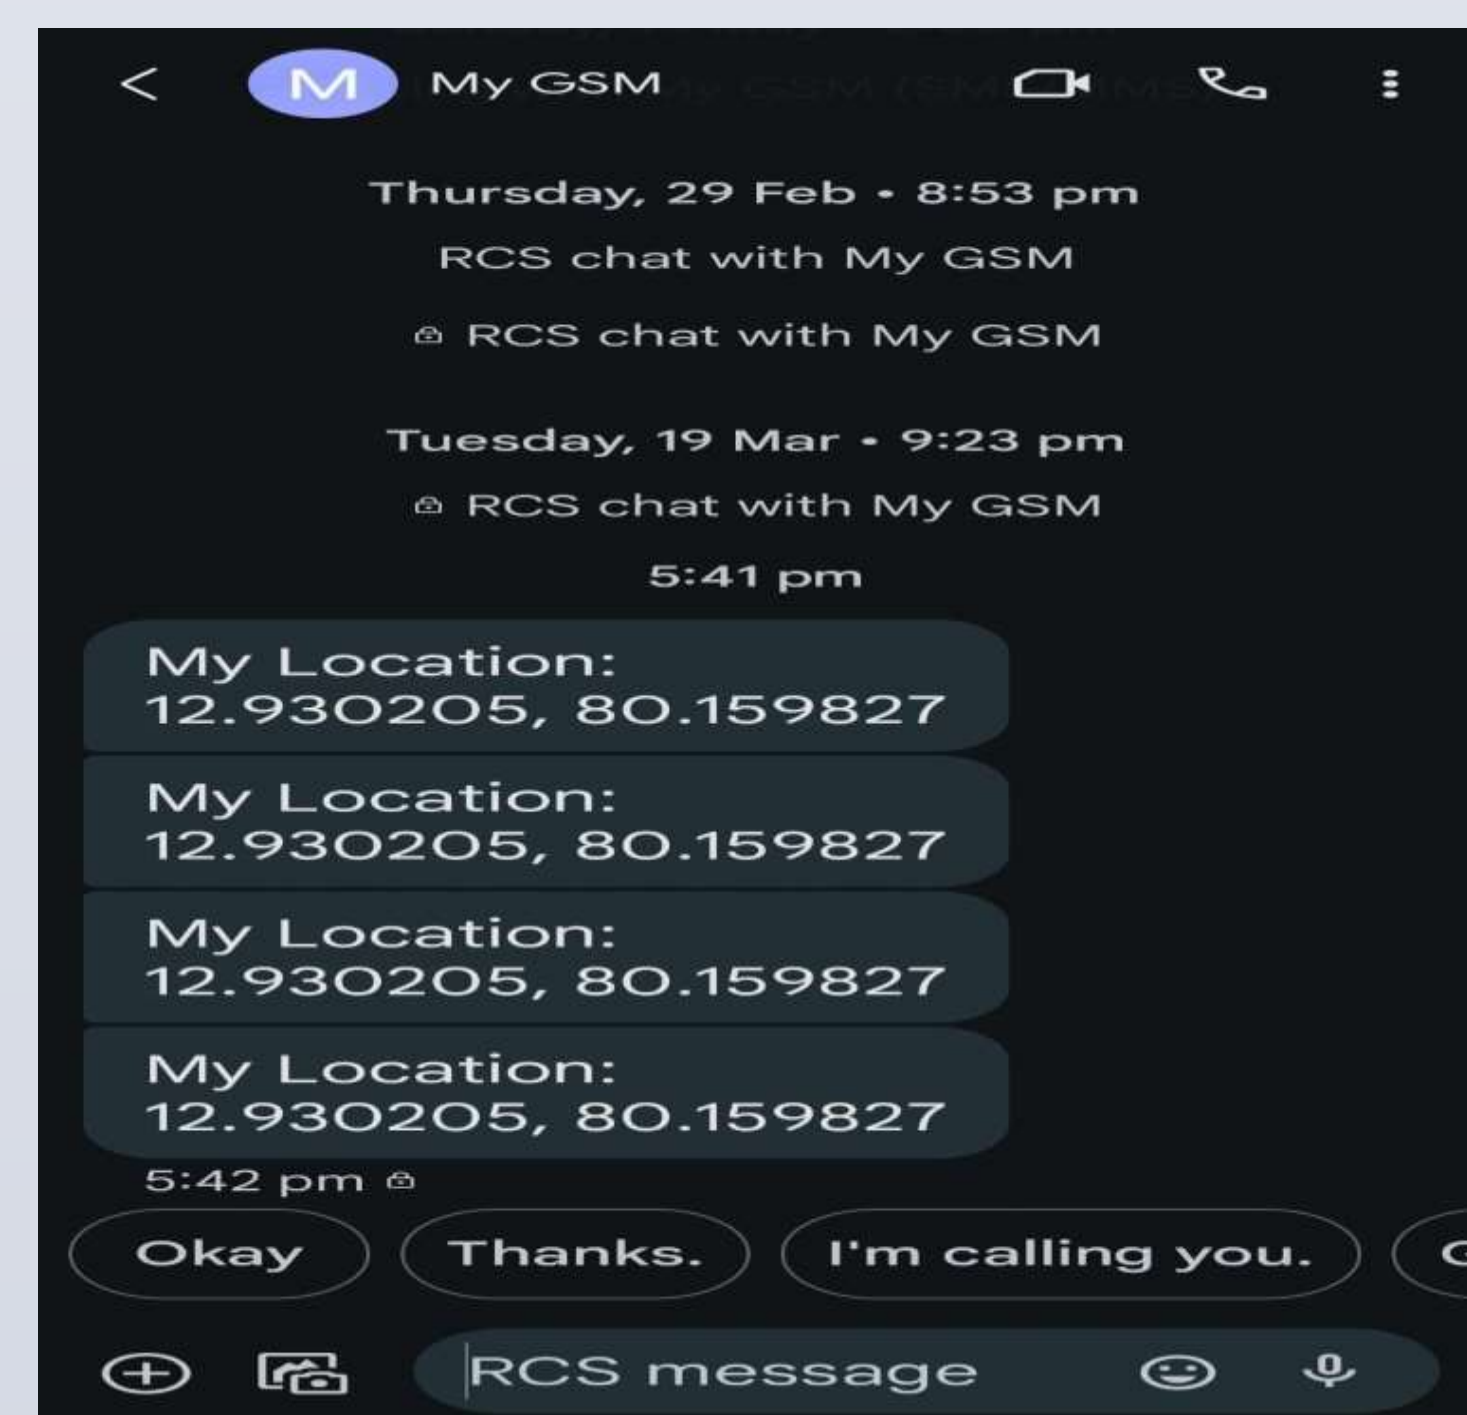 M My GSM
Thursday, 29 Feb • 8:53 pm
RCS chat with My GSM
RCS chat with My GSM
Tuesday, 19 Mar • 9:23 pm
RCS chat with My GSM
5:41 pm
My Location:
12.930205, 80.159827
My Location:
12.930205, 80.159827
My Location:
12.930205, 80.159827
My Location:
12.930205, 80.159827
5:42 pm
Okay Thanks. I'm calling you.
RCS message